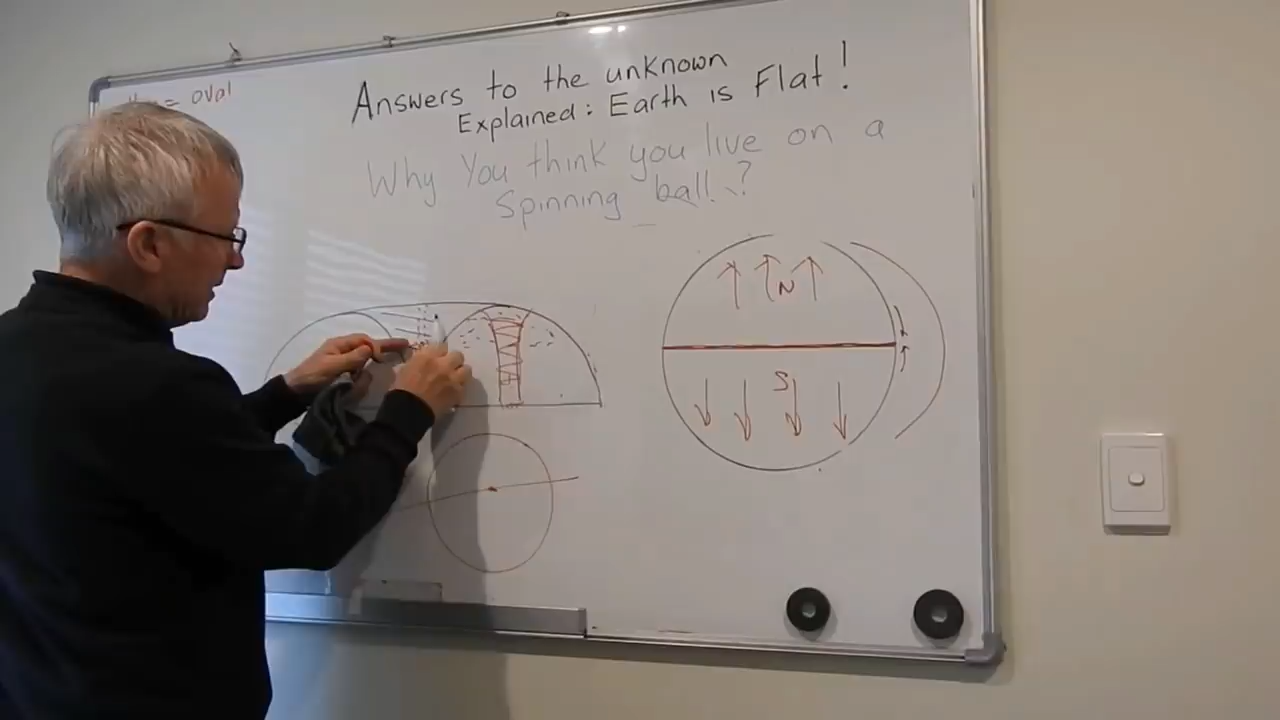 = oval
Answers to the unknown
Explained: Earth is Flat!
Why You think you live on a
spinning ball?
N
S